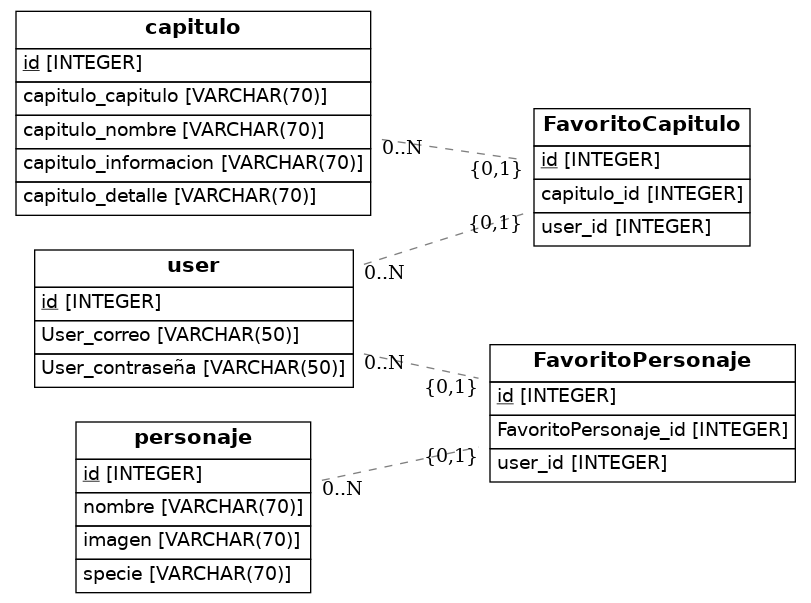 capitulo
id [INTEGER]
capitulo_capitulo [VARCHAR(70)]
capitulo_nombre [VARCHAR(70)]
capitulo_informacion [VARCHAR(70)]
capitulo_detalle [VARCHAR(70)]
0..N
{0,1}
FavoritoCapitulo
id [INTEGER]
capitulo_id [INTEGER]
user_id [INTEGER]
{0,1}
0..N
user
id [INTEGER]
User_correo [VARCHAR(50)]
User_contraseña [VARCHAR(50)]
0..N
{0,1}
FavoritoPersonaje
id [INTEGER]
FavoritoPersonaje_id [INTEGER]
user_id [INTEGER]
{0,1}
0..N
personaje
id [INTEGER]
nombre [VARCHAR(70)]
imagen [VARCHAR(70)]
specie [VARCHAR(70)]